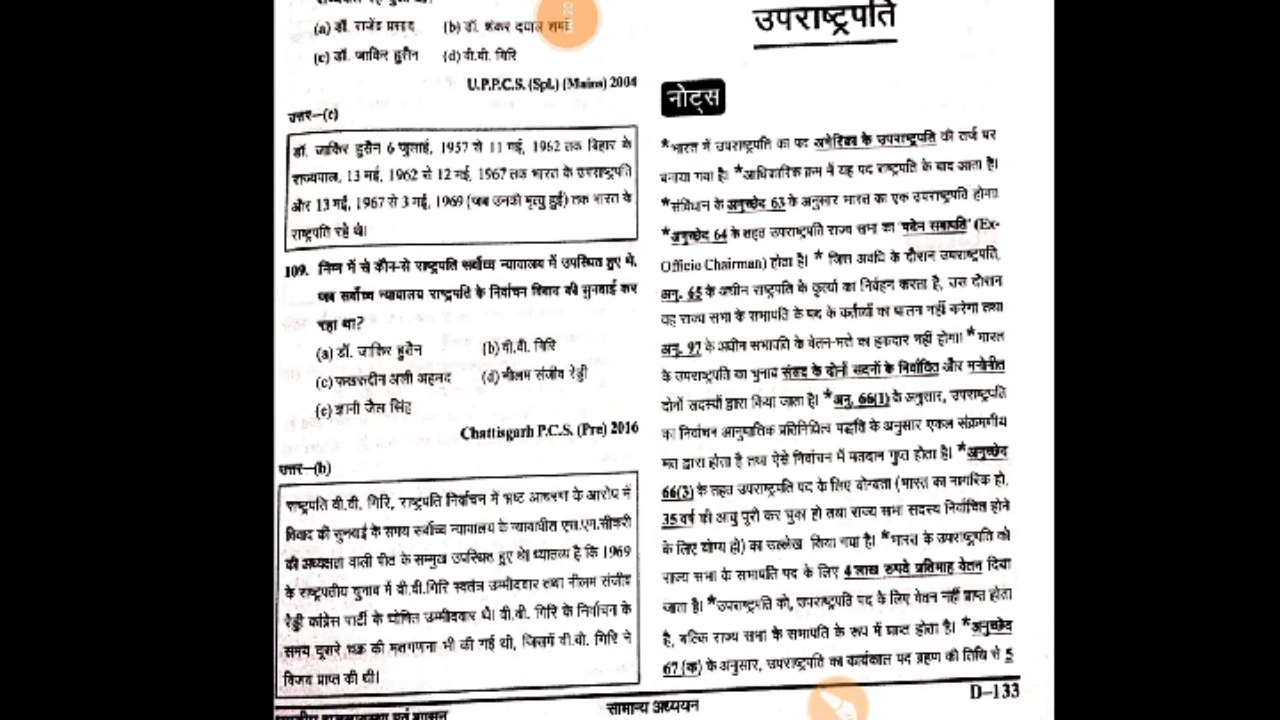 (a) डॉ. राजेंद्र प्रसाद (b) डॉ. शंकर दयाल शर्मा
(c) डॉ. जाकिर हुसैन (d) वी.वी. गिरि
U.P.P.C.S. (Spl.) (Mains) 2004
उत्तर–(c)
डॉ. जाकिर हुसैन 6 जुलाई, 1957 से 11 मई, 1962 तक बिहार के
राज्यपाल, 13 मई, 1962 से 12 मई, 1967 तक भारत के उपराष्ट्रपति
और 13 मई, 1967 से 3 मई, 1969 (जब उनकी मृत्यु हुई) तक भारत के
राष्ट्रपति रहे थे।
109. निम्न में से कौन-से राष्ट्रपति सर्वोच्च न्यायालय में उपस्थित हुए थे,
जब सर्वोच्च न्यायालय राष्ट्रपति के निर्वाचन विवाद की सुनवाई कर
रहा था?
(a) डॉ. जाकिर हुसैन (b) वी.वी. गिरि
(c) फखरुद्दीन अली अहमद (d) नीलम संजीव रेड्डी
(e) ज्ञानी जैल सिंह
Chattisgarh P.C.S. (Pre) 2016
उत्तर–(b)
राष्ट्रपति वी.वी. गिरि, राष्ट्रपति निर्वाचन में भ्रष्ट आचरण के आरोप में
विवाद की सुनवाई के समय सर्वोच्च न्यायालय के न्यायाधीश एस.एम.सीकरी
की अध्यक्षता वाली पीठ के सम्मुख उपस्थित हुए थे। ध्यातव्य है कि 1969
के राष्ट्रपतीय चुनाव में वी.वी.गिरि स्वतंत्र उम्मीदवार तथा नीलम संजीव
रेड्डी कांग्रेस पार्टी के घोषित उम्मीदवार थे। वी.वी. गिरि के निर्वाचन के
समय दूसरे चक्र की मतगणना भी की गई थी, जिसमें वी.वी. गिरि ने
विजय प्राप्त की थी।
उपराष्ट्रपति
नोट्स
*भारत में उपराष्ट्रपति का पद अमेरिका के उपराष्ट्रपति की तर्ज पर
बनाया गया है। *आधिकारिक क्रम में यह पद राष्ट्रपति के बाद आता है।
*संविधान के अनुच्छेद 63 के अनुसार भारत का एक उपराष्ट्रपति होगा।
*अनुच्छेद 64 के तहत उपराष्ट्रपति राज्य सभा का 'पदेन सभापति' (Ex-
Officio Chairman) होता है। * जिस अवधि के दौरान उपराष्ट्रपति,
अनु. 65 के अधीन राष्ट्रपति के कृत्यों का निर्वहन करता है, उस दौरान
वह राज्य सभा के सभापति के पद के कर्तव्यों का पालन नहीं करेगा तथा
अनु. 97 के अधीन सभापति के वेतन-भत्ते का हकदार नहीं होगा। * भारत
के उपराष्ट्रपति का चुनाव संसद के दोनों सदनों के निर्वाचित और मनोनीत
दोनों सदस्यों द्वारा किया जाता है। *अनु. 66(1) के अनुसार, उपराष्ट्रपति
का निर्वाचन आनुपातिक प्रतिनिधित्व पद्धति के अनुसार एकल संक्रमणीय
मत द्वारा होता है तथा ऐसे निर्वाचन में मतदान गुप्त होता है। *अनुच्छेद
66(3) के तहत उपराष्ट्रपति पद के लिए योग्यता (भारत का नागरिक हो,
35 वर्ष की आयु पूरी कर चुका हो तथा राज्य सभा सदस्य निर्वाचित होने
के लिए योग्य हो) का उल्लेख किया गया है। *भारत के उपराष्ट्रपति को
राज्य सभा के सभापति पद के लिए 4 लाख रुपये प्रतिमाह वेतन दिया
जाता है। *उपराष्ट्रपति को, उपराष्ट्रपति पद के लिए वेतन नहीं प्राप्त होता
है, बल्कि राज्य सभा के सभापति के रूप में प्राप्त होता है। *अनुच्छेद
67 (क) के अनुसार, उपराष्ट्रपति का कार्यकाल पद ग्रहण की तिथि से 5
सामान्य अध्ययन
D–133